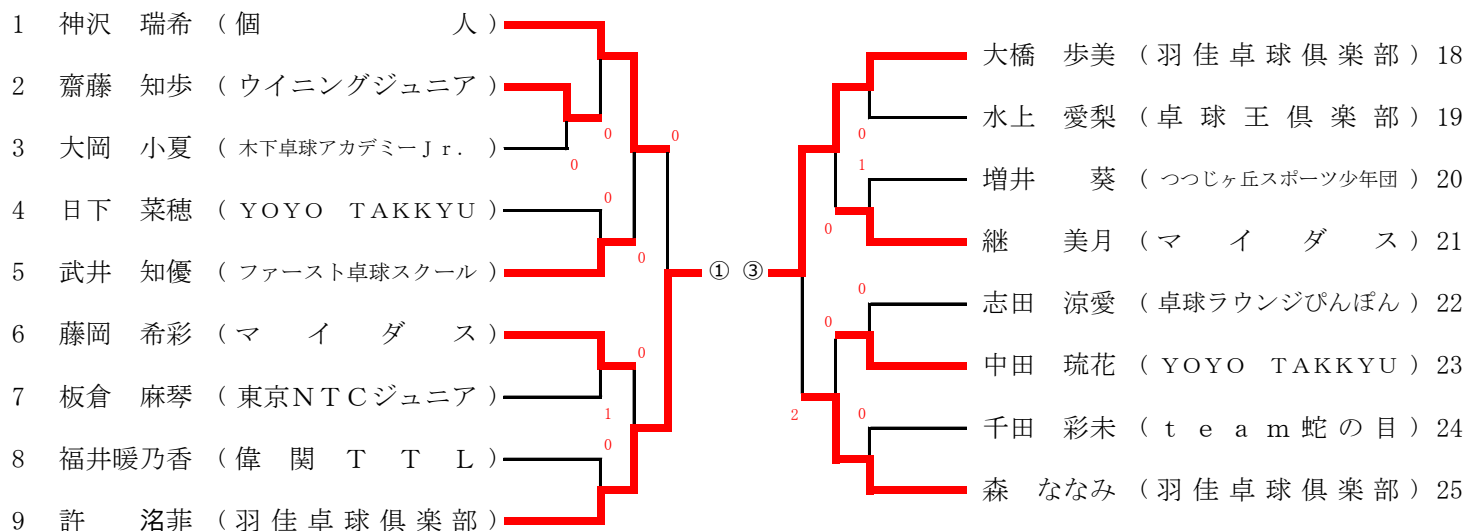 1 神沢 瑞希 (個 人)
2 齋藤 知歩 (ウイニングジュニア)
3 大岡 小夏 (木下卓球アカデミーJr.)
4 日下 菜穂 (YOYO TAKKYU)
5 武井 知優 (ファースト卓球スクール)
6 藤岡 希彩 (マイダス)
7 板倉 麻琴 (東京NTCジュニア)
8 福井暖乃香 (偉関TTL)
9 許 洺菲 (羽佳卓球倶楽部)
0
0
0
0
0
0
1
0
① ③
0
1
0
0
0
2
0
大橋 歩美 (羽佳卓球倶楽部) 18
水上 愛梨 (卓球王倶楽部) 19
増井 葵 (つつじヶ丘スポーツ少年団) 20
継 美月 (マイダス) 21
志田 涼愛 (卓球ラウンジぴんぽん) 22
中田 琉花 (YOYO TAKKYU) 23
千田 彩未 (team蛇の目) 24
森 ななみ (羽佳卓球倶楽部) 25